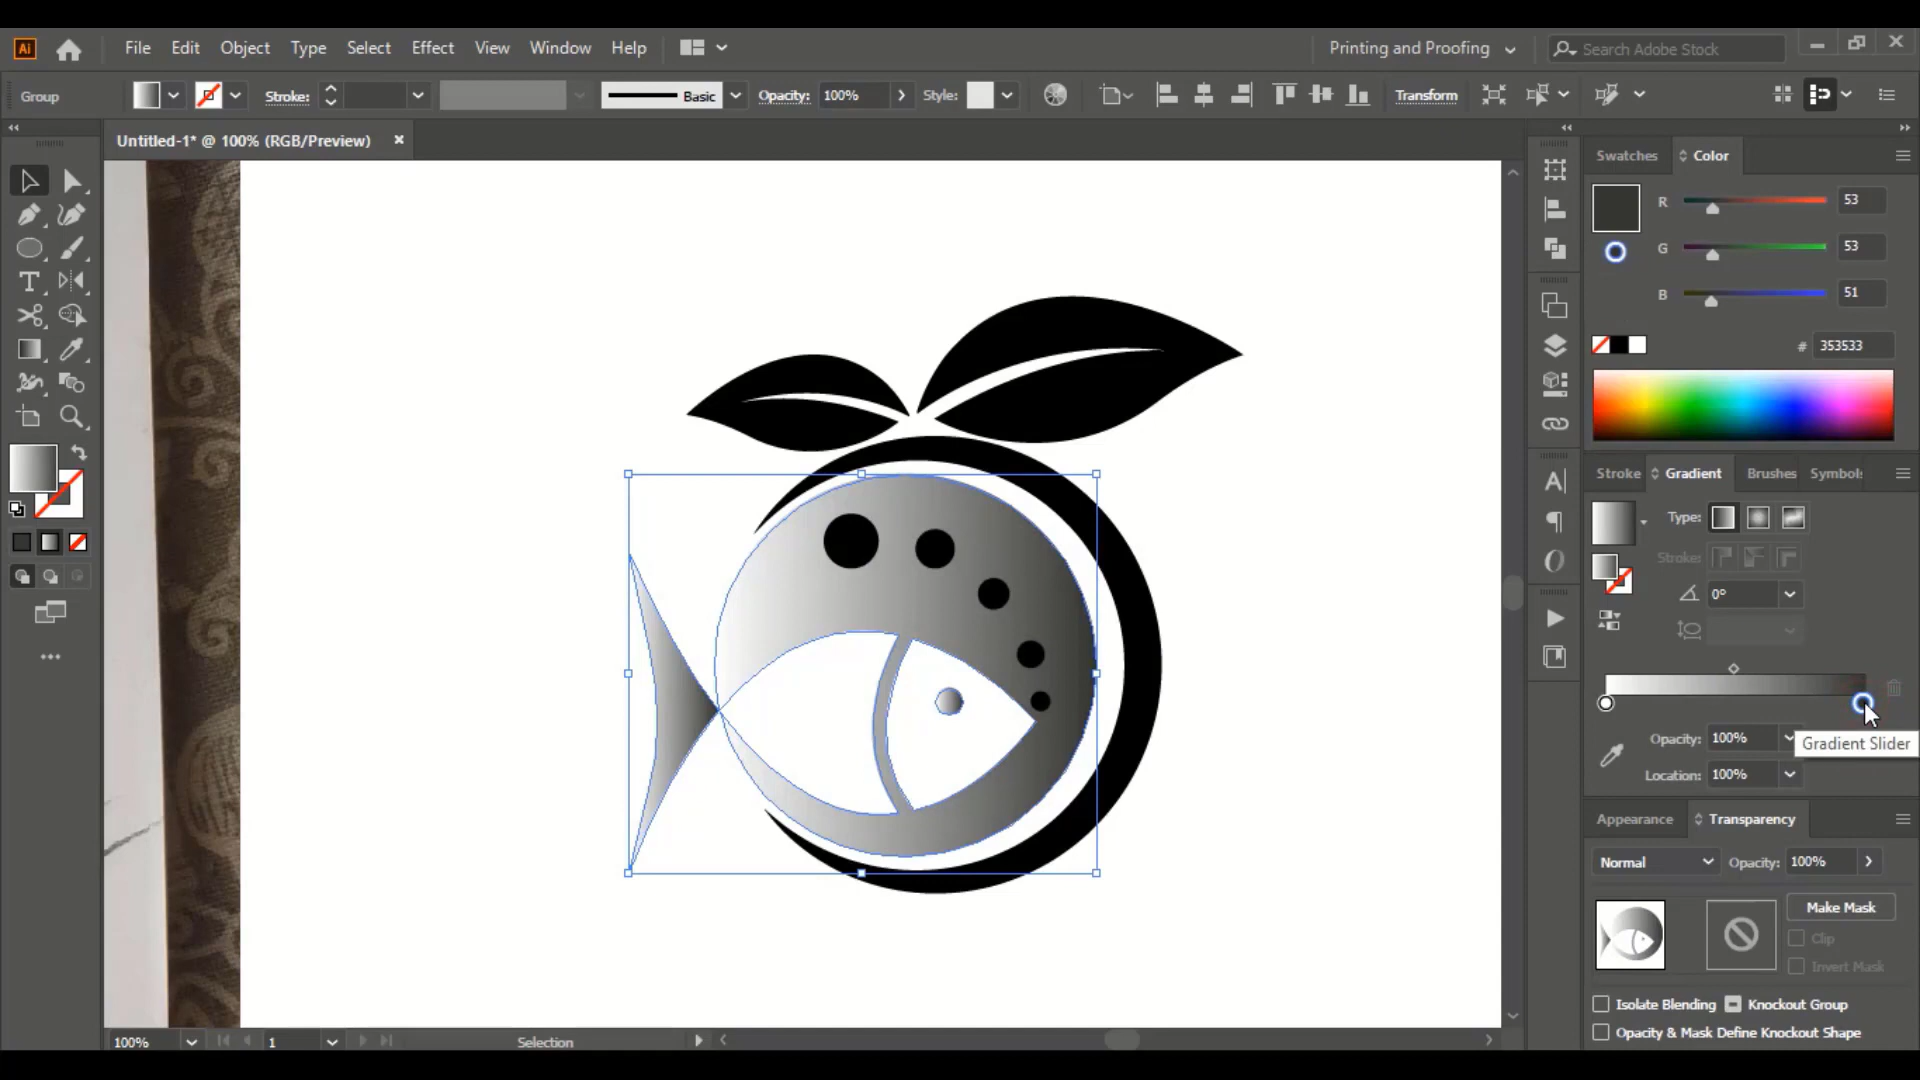 Ai File Edit Object Type Select Effect View Window Help Printing and Proofing Search Adobe Stock
Group Stroke: Basic Opacity: 100% Style: Transform
Untitled-1* @ 100% (RGB/Preview)
Swatches Color
R 53
G 53
B 51
# 353533
Stroke Gradient Brushes Symbol
Type:
Stroke:
0°
Opacity: 100%
Gradient Slider
Location: 100%
Appearance Transparency
Normal Opacity: 100%
Make Mask
Clip
Invert Mask
Isolate Blending Knockout Group
Opacity & Mask Define Knockout Shape
100% 1 Selection